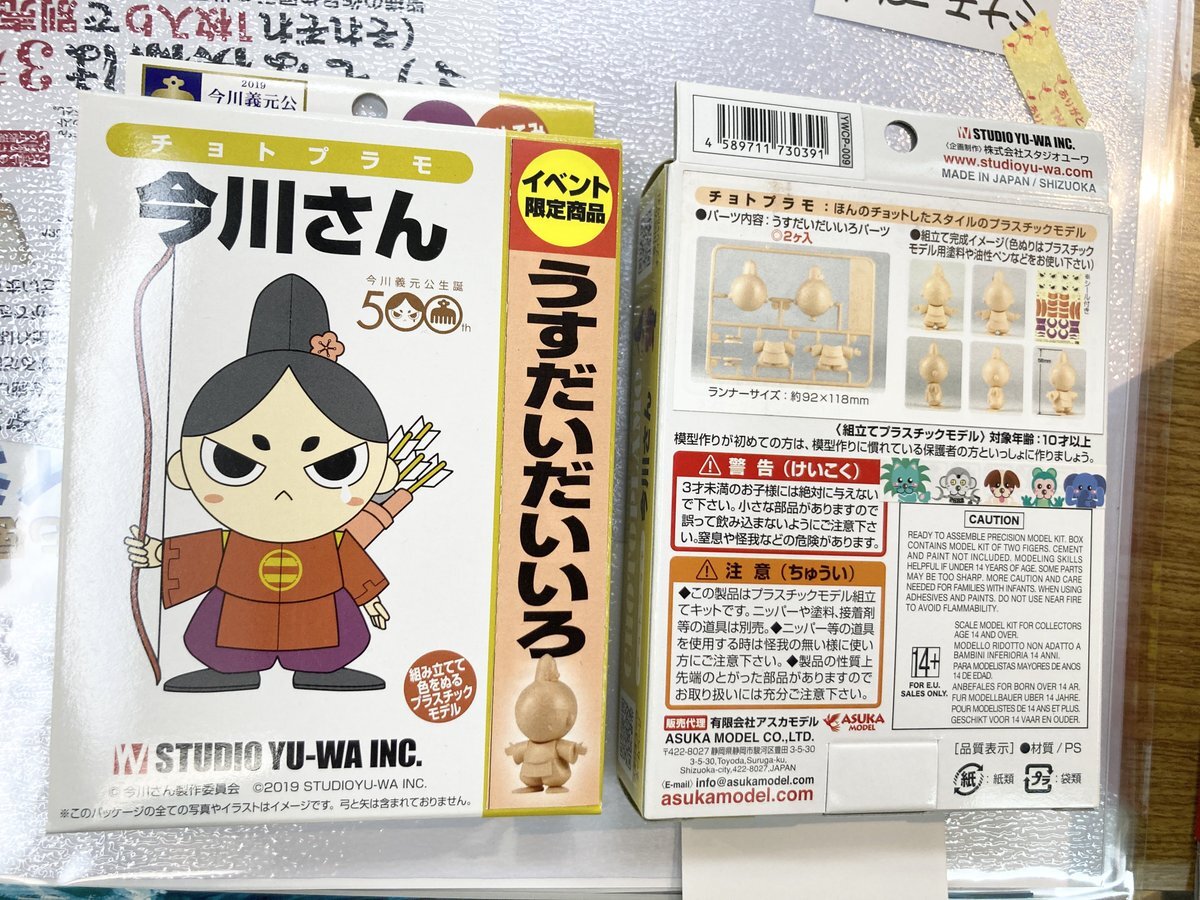 2019
今川義元公
チョトプラモ
今川さん
今川義元公生誕
500th
イベント
限定商品
うすだいだいいろ
組み立てて
色をぬる
プラスチック
モデル
STUDIO YU-WA INC.
© 今川さん製作委員会 ©2019 STUDIOYU-WA INC.
※このパッケージの全ての写真やイラストはイメージです。弓と矢は含まれておりません。
4 589711 730391
YWCP-009
STUDIO YU-WA INC.
〈企画制作〉株式会社スタジオユーワ
www.studioyu-wa.com
MADE IN JAPAN / SHIZUOKA
チョトプラモ：ほんのチョットしたスタイルのプラスチックモデル
●パーツ内容：うすだいだいいろパーツ
◎2ヶ入
●組立て完成イメージ(色ぬりはプラスチック
モデル用塗料や油性ペンなどをお使い下さい)
※シール付き
58mm
ランナーサイズ：約92×118mm
〈組立てプラスチックモデル〉対象年齢：10才以上
模型作りが初めての方は、模型作りに慣れている保護者の方といっしょに作りましょう。
警告（けいこく）
3才未満のお子様には絶対に与えない
で下さい。小さな部品がありますので
誤って飲み込まないようにご注意下さ
い。窒息や怪我などの危険があります。
注意（ちゅうい）
◆この製品はプラスチックモデル組立
てキットです。ニッパーや塗料、接着剤
等の道具は別売。◆ニッパー等の道具
を使用する時は怪我の無い様に使い
方にご注意下さい。◆製品の性質上
先端のとがった部品がありますので
お取り扱いには充分ご注意下さい。
CAUTION
READY TO ASSEMBLE PRECISION MODEL KIT. BOX
CONTAINS MODEL KIT OF TWO FIGERS. CEMENT
AND PAINT NOT INCLUDED. MODELING SKILLS
HELPFUL IF UNDER 14 YEARS OF AGE. SOME PARTS
MAY BE TOO SHARP. MORE CAUTION AND CARE
NEEDED FOR FAMILIES WITH INFANTS. WHEN USING
ADHESIVES AND PAINTS. DO NOT USE NEAR FIRE
TO AVOID FLAMMABILITY.
14+
FOR E.U.
SALES ONLY.
SCALE MODEL KIT FOR COLLECTORS
AGE 14 AND OVER.
MODELLO RIDOTTO NON ADATTO A
BAMBINI INFERIORIA 14 ANNI.
PARA MODELISTAS MAYORES DE ANOS
14 DE EDAD.
ANBEFALES FOR BORN OVER 14 AR.
FUR MODELLBAUER UBER 14 JAHRE.
POUR MODELISTES DE 14 ANS ET PLUS.
GESCHIKT VOOR 14 VAAR EN OUDER.
販売代理 有限会社アスカモデル ASUKA MODEL
ASUKA MODEL CO.,LTD.
〒422-8027 静岡県静岡市駿河区豊田 3-5-30
3-5-30,Toyoda,Suruga-ku,
Shizuoka-city,422-8027,JAPAN
〈E-mail〉info@asukamodel.com
asukamodel.com
［品質表示］●材質／PS
紙：紙類 プラ：袋類